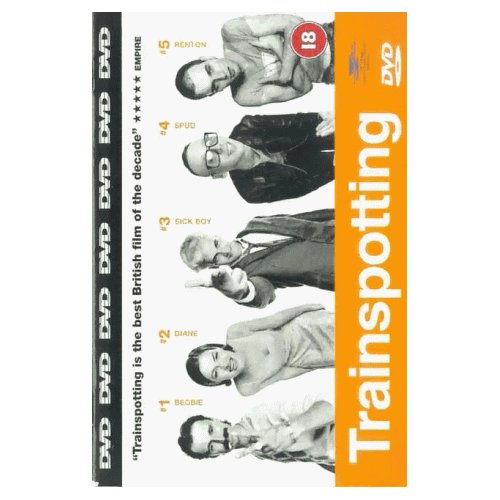 DVD DVD DVD DVD DVD DVD DVD
"Trainspotting is the best British film of the decade" ★★★★★ EMPIRE
#1 #2 #3 #4 #5
BEGBIE DIANE SICK BOY SPUD RENTON
18
Trainspotting
DVD